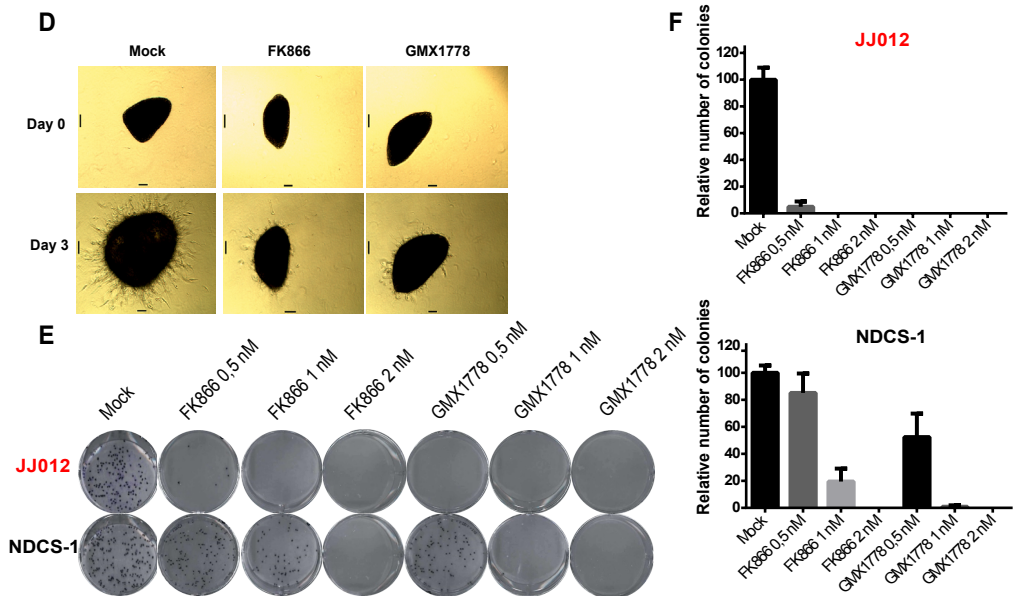 D
Mock
FK866
GMX1778
Day 0
Day 3
E
Mock
FK866 0,5 nM
FK866 1 nM
FK866 2 nM
GMX1778 0,5 nM
GMX1778 1 nM
GMX1778 2 nM
JJ012
NDCS-1
F
JJ012
Relative number of colonies
120
100
80
60
40
20
0
Mock
FK866 0,5 nM
FK866 1 nM
FK866 2 nM
GMX1778 0,5 nM
GMX1778 1 nM
GMX1778 2 nM
NDCS-1
Relative number of colonies
120
100
80
60
40
20
0
Mock
FK866 0,5 nM
FK866 1 nM
FK866 2 nM
GMX1778 0,5 nM
GMX1778 1 nM
GMX1778 2 nM